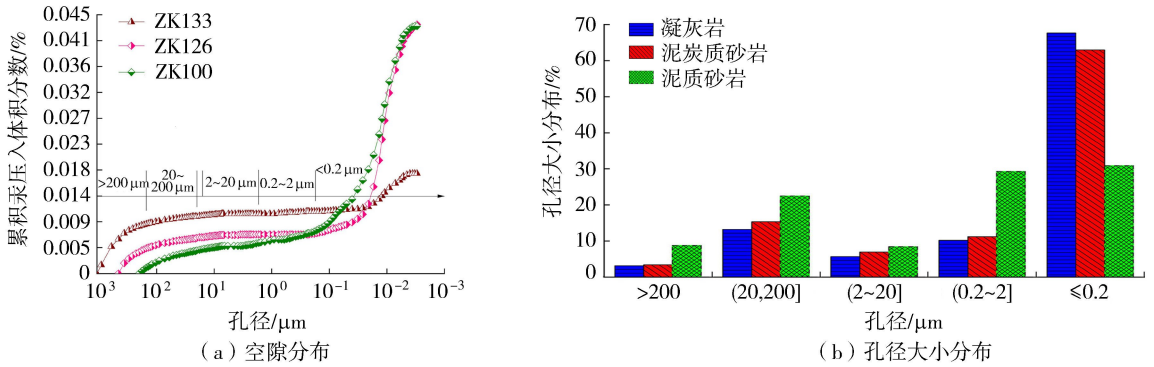 0.045
0.041
0.036
0.032
0.027
0.023
0.018
0.014
0.009
0.005
0
累积汞压入体积分数/%
ZK133
ZK126
ZK100
>200 μm
20~
200 μm
2~20 μm
0.2~2 μm
<0.2 μm
10³ 10² 10¹ 10⁰ 10⁻¹ 10⁻² 10⁻³
孔径/μm
(a) 空隙分布
70
60
50
40
30
20
10
0
孔径大小分布/%
凝灰岩
泥炭质砂岩
泥质砂岩
>200 (20,200] (2~20] (0.2~2] ≤0.2
孔径/μm
(b) 孔径大小分布